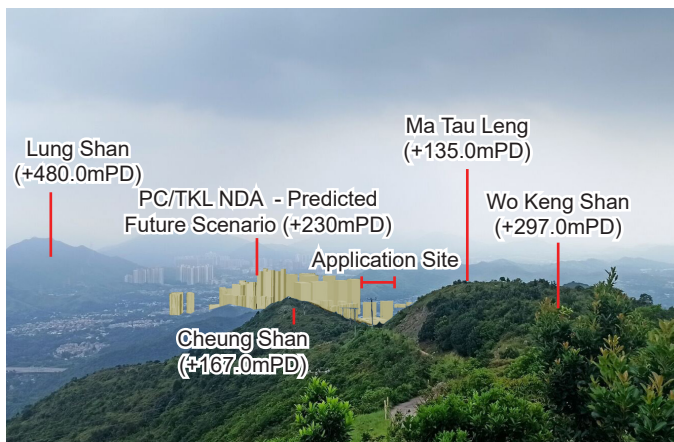 Lung Shan
(+480.0mPD)
PC/TKL NDA - Predicted
Future Scenario (+230mPD)
Ma Tau Leng
(+135.0mPD)
Wo Keng Shan
(+297.0mPD)
Application Site
Cheung Shan
(+167.0mPD)